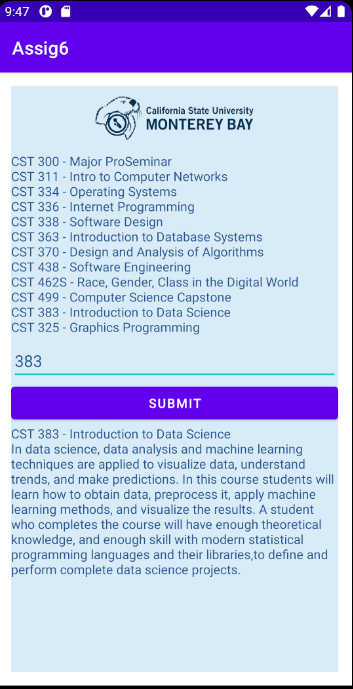 9:47
Assig6
California State University
MONTEREY BAY
CST 300 - Major ProSeminar
CST 311 - Intro to Computer Networks
CST 334 - Operating Systems
CST 336 - Internet Programming
CST 338 - Software Design
CST 363 - Introduction to Database Systems
CST 370 - Design and Analysis of Algorithms
CST 438 - Software Engineering
CST 462S - Race, Gender, Class in the Digital World
CST 499 - Computer Science Capstone
CST 383 - Introduction to Data Science
CST 325 - Graphics Programming
383
SUBMIT
CST 383 - Introduction to Data Science
In data science, data analysis and machine learning
techniques are applied to visualize data, understand
trends, and make predictions. In this course students will
learn how to obtain data, preprocess it, apply machine
learning methods, and visualize the results. A student
who completes the course will have enough theoretical
knowledge, and enough skill with modern statistical
programming languages and their libraries,to define and
perform complete data science projects.